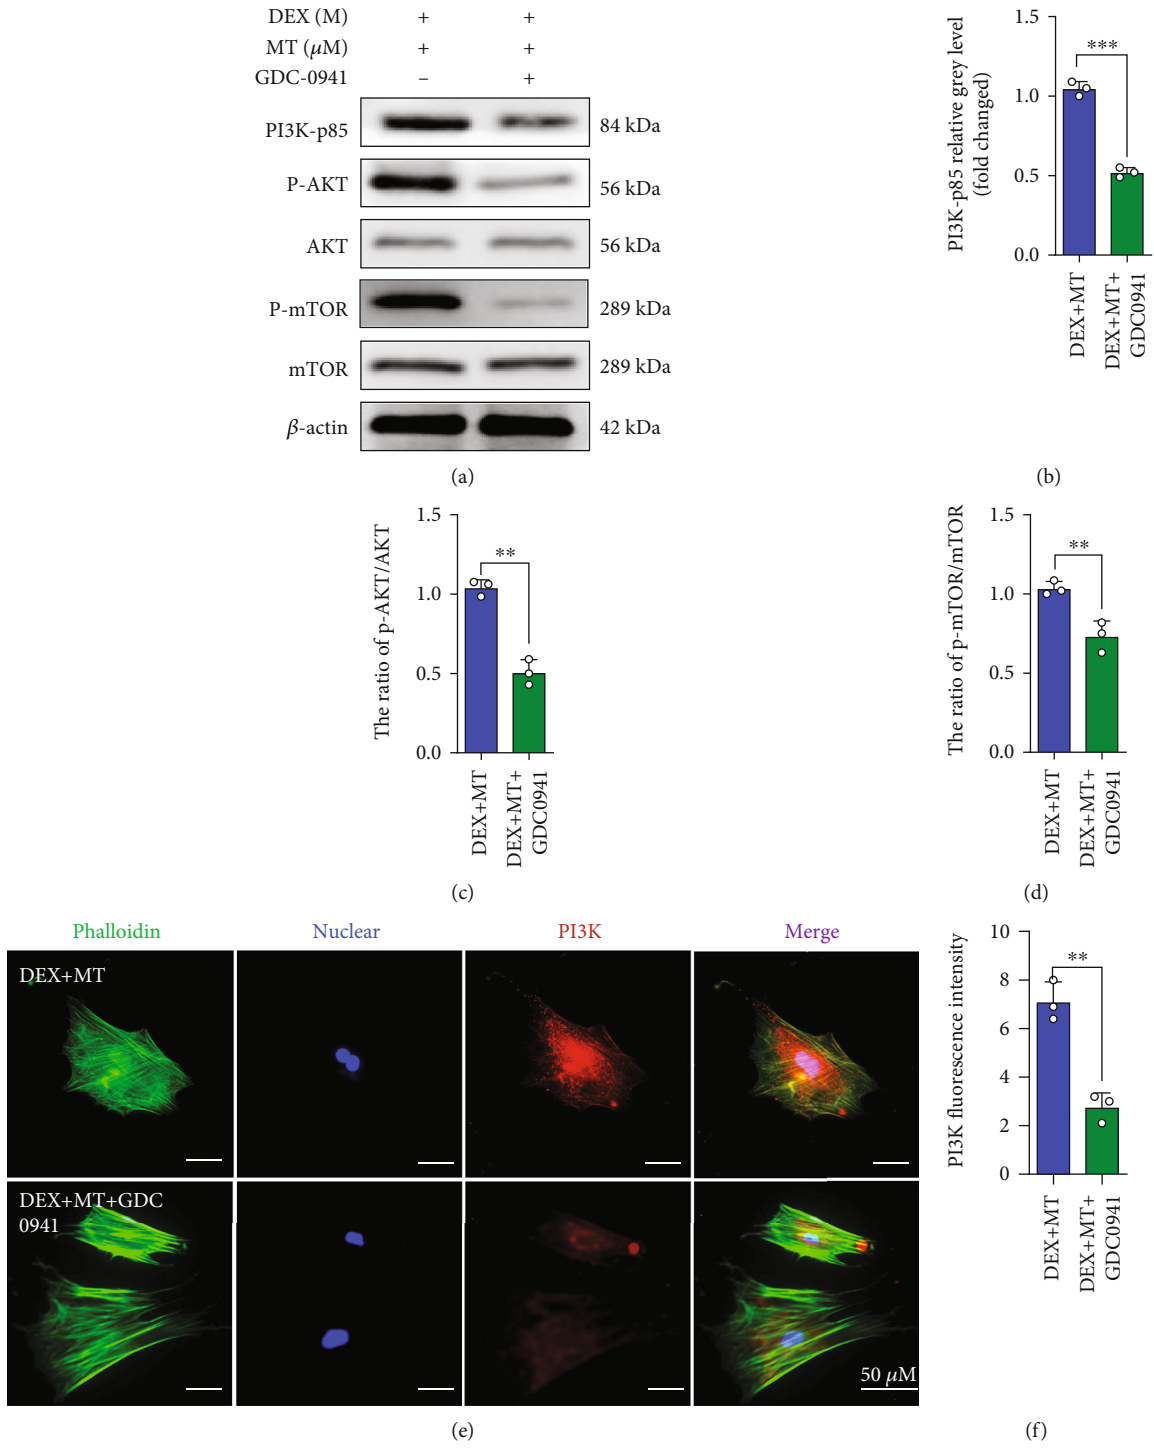 DEX (M) + +
MT (μM) + +
GDC-0941 – +
PI3K-p85 84 kDa
P-AKT 56 kDa
AKT 56 kDa
P-mTOR 289 kDa
mTOR 289 kDa
β-actin 42 kDa
(a)
PI3K-p85 relative grey level
(fold changed)
1.5
1.0
0.5
0.0
***
DEX+MT
DEX+MT+
GDC0941
(b)
The ratio of p-AKT/AKT
1.5
1.0
0.5
0.0
**
DEX+MT
DEX+MT+
GDC0941
(c)
The ratio of p-mTOR/mTOR
1.5
1.0
0.5
0.0
**
DEX+MT
DEX+MT+
GDC0941
(d)
Phalloidin Nuclear PI3K Merge
DEX+MT
DEX+MT+GDC
0941
50 μM
(e)
PI3K fluorescence intensity
10
8
6
4
2
0
**
DEX+MT
DEX+MT+
GDC0941
(f)